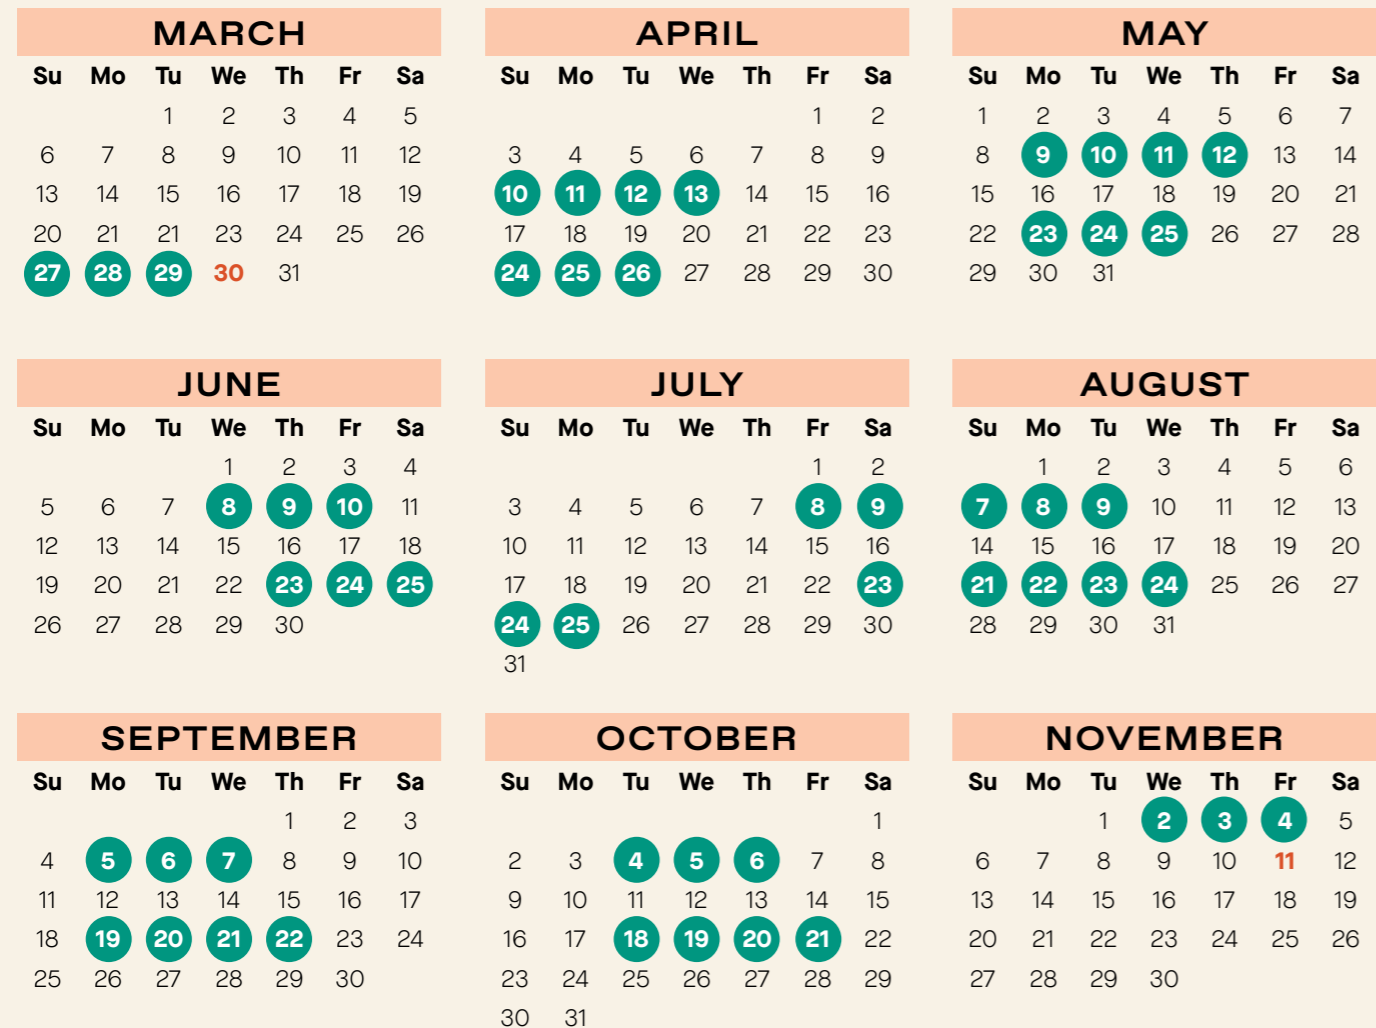 MARCH
Su Mo Tu We Th Fr Sa
1 2 3 4 5
6 7 8 9 10 11 12
13 14 15 16 17 18 19
20 21 21 23 24 25 26
27 28 29 30 31
APRIL
Su Mo Tu We Th Fr Sa
1 2
3 4 5 6 7 8 9
10 11 12 13 14 15 16
17 18 19 20 21 22 23
24 25 26 27 28 29 30
MAY
Su Mo Tu We Th Fr Sa
1 2 3 4 5 6 7
8 9 10 11 12 13 14
15 16 17 18 19 20 21
22 23 24 25 26 27 28
29 30 31
JUNE
Su Mo Tu We Th Fr Sa
1 2 3 4
5 6 7 8 9 10 11
12 13 14 15 16 17 18
19 20 21 22 23 24 25
26 27 28 29 30
JULY
Su Mo Tu We Th Fr Sa
1 2
3 4 5 6 7 8 9
10 11 12 13 14 15 16
17 18 19 20 21 22 23
24 25 26 27 28 29 30
31
AUGUST
Su Mo Tu We Th Fr Sa
1 2 3 4 5 6
7 8 9 10 11 12 13
14 15 16 17 18 19 20
21 22 23 24 25 26 27
28 29 30 31
SEPTEMBER
Su Mo Tu We Th Fr Sa
1 2 3
4 5 6 7 8 9 10
11 12 13 14 15 16 17
18 19 20 21 22 23 24
25 26 27 28 29 30
OCTOBER
Su Mo Tu We Th Fr Sa
1
2 3 4 5 6 7 8
9 10 11 12 13 14 15
16 17 18 19 20 21 22
23 24 25 26 27 28 29
30 31
NOVEMBER
Su Mo Tu We Th Fr Sa
1 2 3 4 5
6 7 8 9 10 11 12
13 14 15 16 17 18 19
20 21 22 23 24 25 26
27 28 29 30